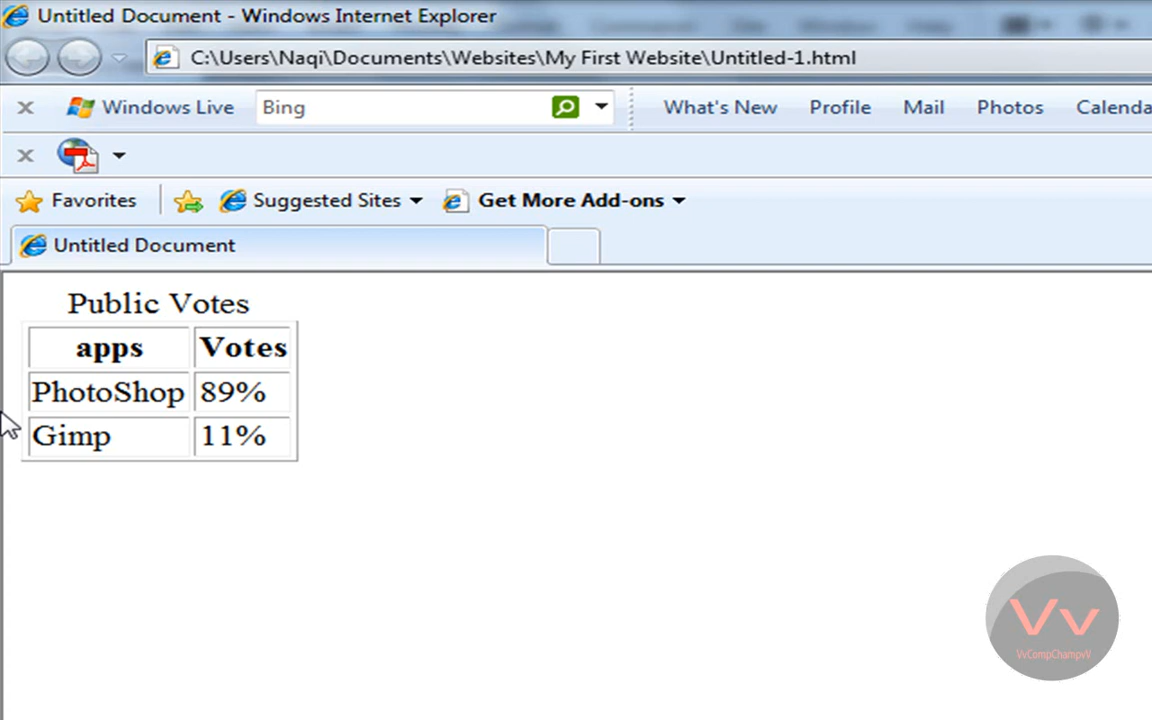 Untitled Document - Windows Internet Explorer
C:\Users\Naqi\Documents\Websites\My First Website\Untitled-1.html
Windows Live Bing What's New Profile Mail Photos Calenda
Favorites Suggested Sites Get More Add-ons
Untitled Document
Public Votes
apps Votes
PhotoShop 89%
Gimp 11%
Vv
VvCompChampvV